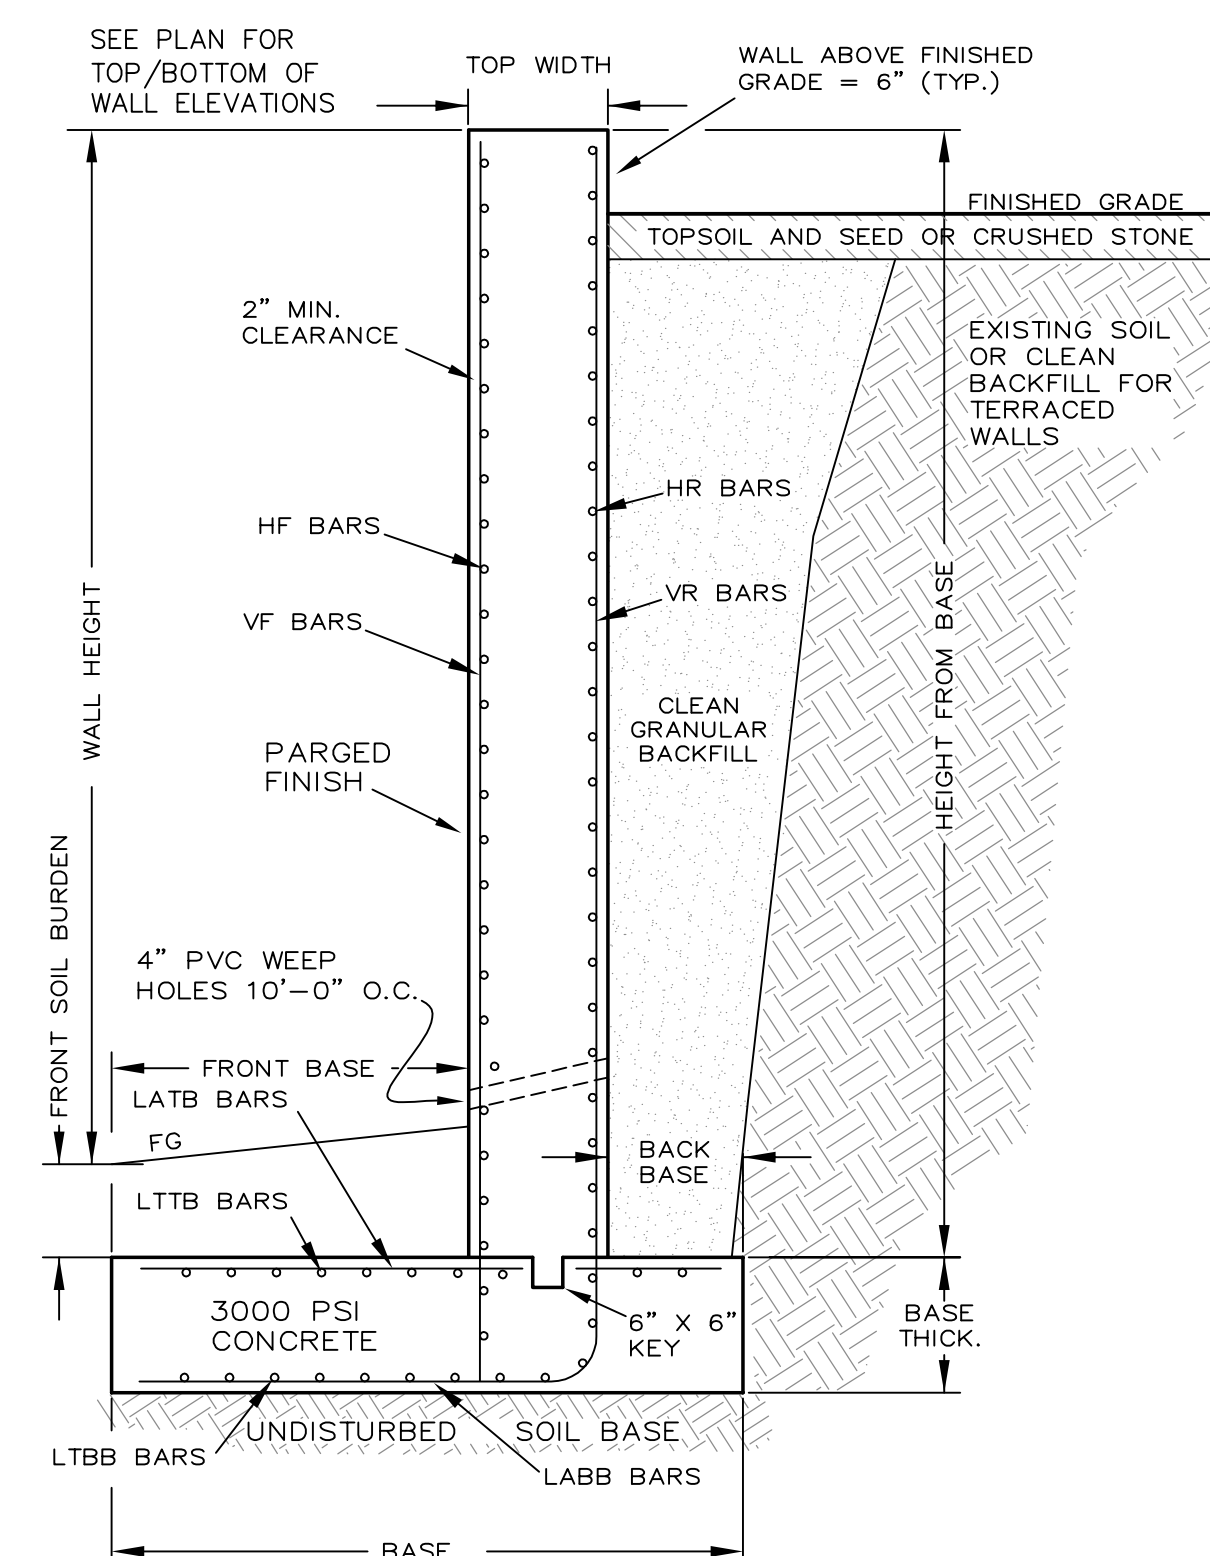 SEE PLAN FOR
TOP/BOTTOM OF
WALL ELEVATIONS
TOP WIDTH
WALL ABOVE FINISHED
GRADE = 6" (TYP.)
FINISHED GRADE
TOPSOIL AND SEED OR CRUSHED STONE
2" MIN.
CLEARANCE
EXISTING SOIL
OR CLEAN
BACKFILL FOR
TERRACED
WALLS
HR BARS
HF BARS
VR BARS
VF BARS
WALL HEIGHT
HEIGHT FROM BASE
CLEAN
GRANULAR
BACKFILL
PARGED
FINISH
FRONT SOIL BURDEN
4" PVC WEEP
HOLES 10'-0" O.C.
FRONT BASE
LATB BARS
FG
BACK
BASE
LTTB BARS
3000 PSI
CONCRETE
6" X 6"
KEY
BASE
THICK.
UNDISTURBED SOIL BASE
LTBB BARS
LABB BARS
BASE